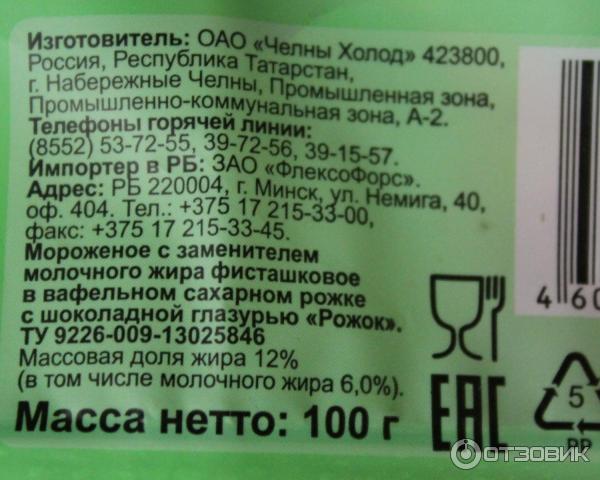 Изготовитель: ОАО «Челны Холод» 423800,
Россия, Республика Татарстан,
г. Набережные Челны, Промышленная зона,
Промышленно-коммунальная зона, А-2.
Телефоны горячей линии:
(8552) 53-72-55, 39-72-56, 39-15-57.
Импортер в РБ: ЗАО «ФлексоФорс».
Адрес: РБ 220004, г. Минск, ул. Немига, 40,
оф. 404. Тел.: +375 17 215-33-00,
факс: +375 17 215-33-45.
Мороженое с заменителем
молочного жира фисташковое
в вафельном сахарном рожке
с шоколадной глазурью «Рожок».
ТУ 9226-009-13025846
Массовая доля жира 12%
(в том числе молочного жира 6,0%).
Масса нетто: 100 г
EAC
4 60
5
PP
ОТЗОВИК